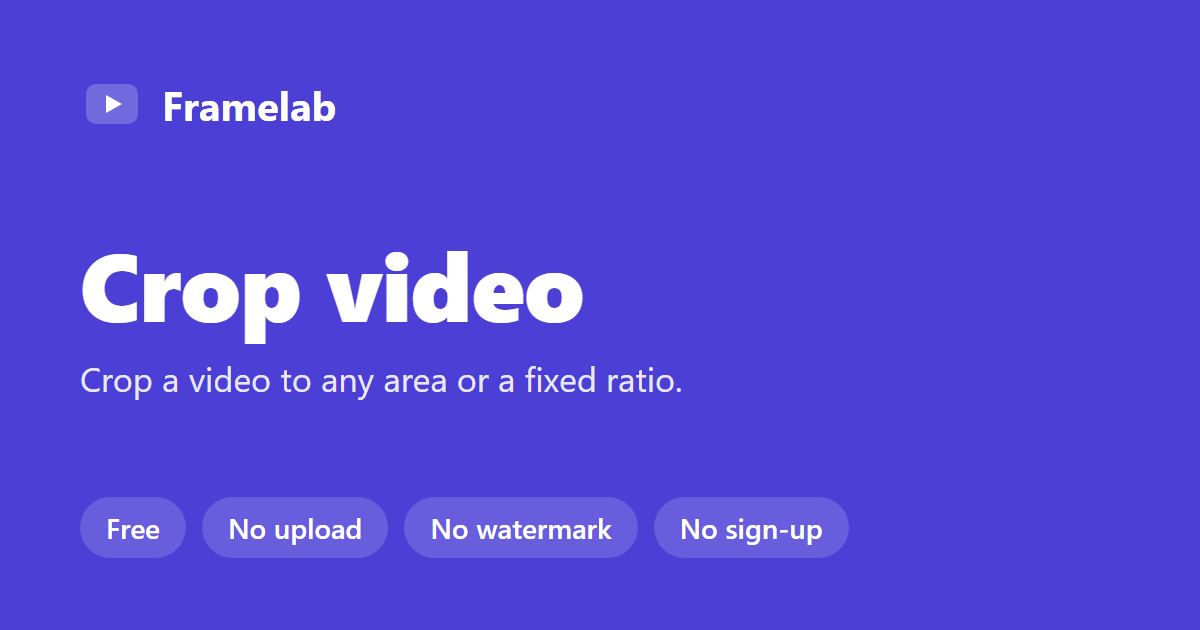 Framelab
Crop video
Crop a video to any area or a fixed ratio.
Free No upload No watermark No sign-up